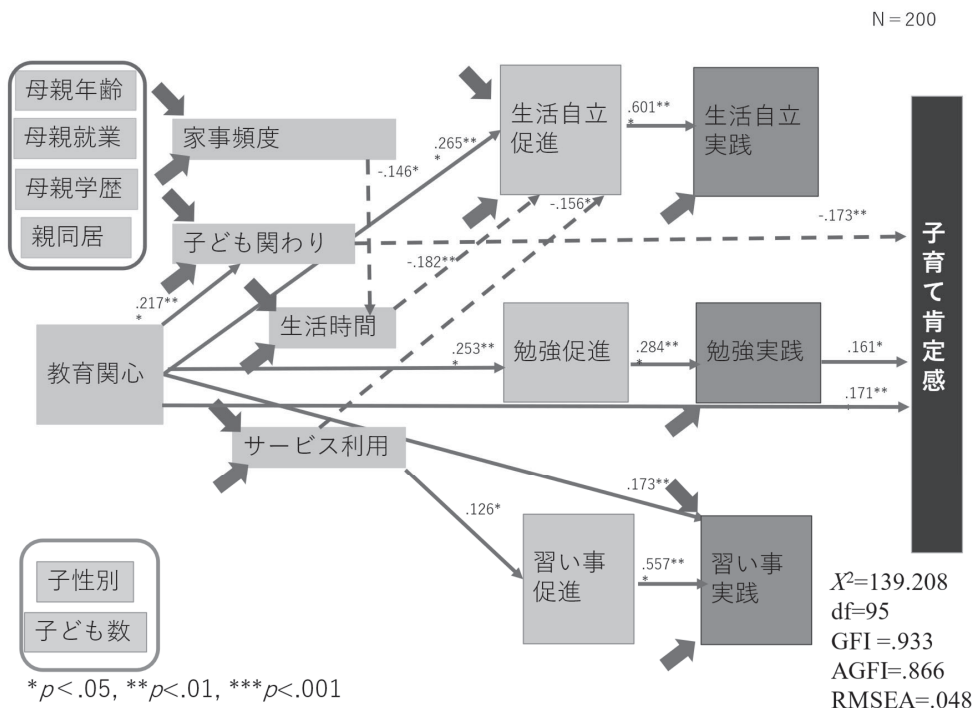 N＝200
母親年齢
母親就業
母親学歴
親同居
家事頻度
子ども関わり
生活時間
教育関心
サービス利用
生活自立
促進
生活自立
実践
勉強促進
勉強実践
習い事
促進
習い事
実践
子育て肯定感
子性別
子ども数
.601**
*
.265**
*
-.146*
-.156*
-.173**
-.182**
.217**
*
.253**
*
.284**
*
.161*
.171**
.173**
.126*
.557**
*
X²=139.208
df=95
GFI =.933
AGFI=.866
RMSEA=.048
*p<.05, **p<.01, ***p<.001